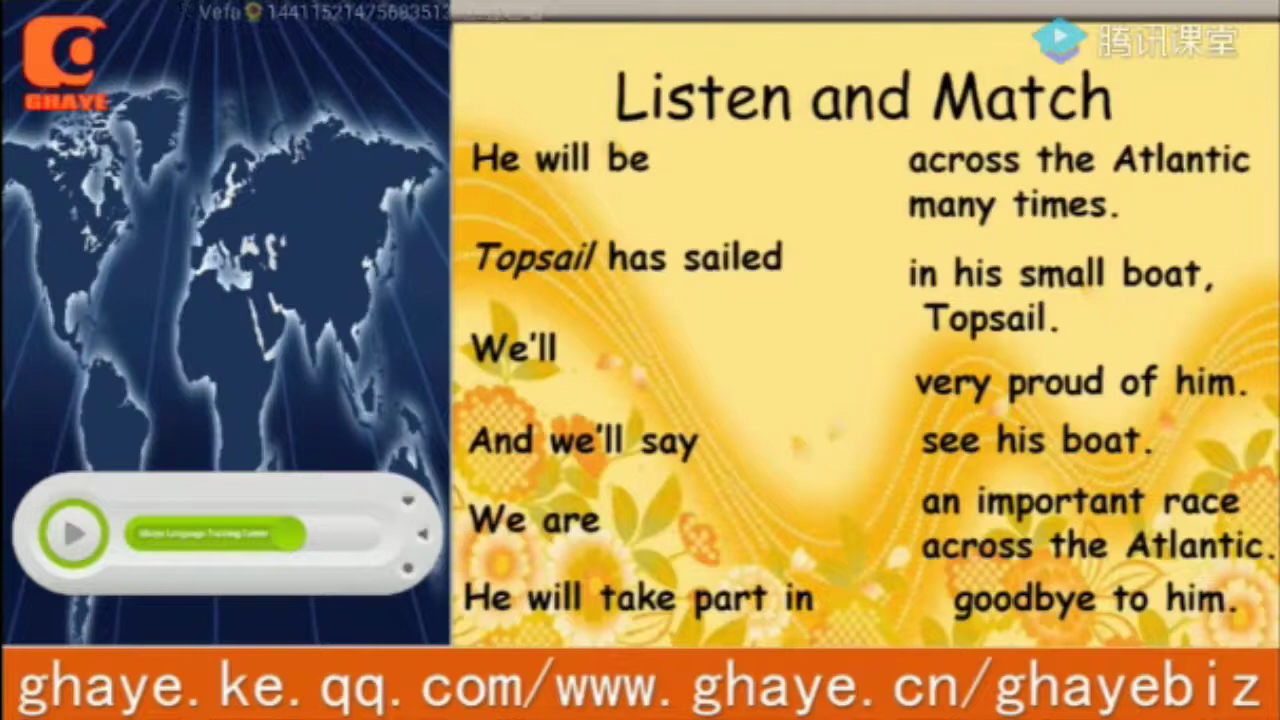 Vefa 14411521475683513
GHAYE
腾讯课堂
Listen and Match
He will be
across the Atlantic
many times.
Topsail has sailed
in his small boat,
Topsail.
We'll
very proud of him.
And we'll say
see his boat.
We are
an important race
across the Atlantic.
He will take part in
goodbye to him.
ghaye.ke.qq.com/www.ghaye.cn/ghayebiz